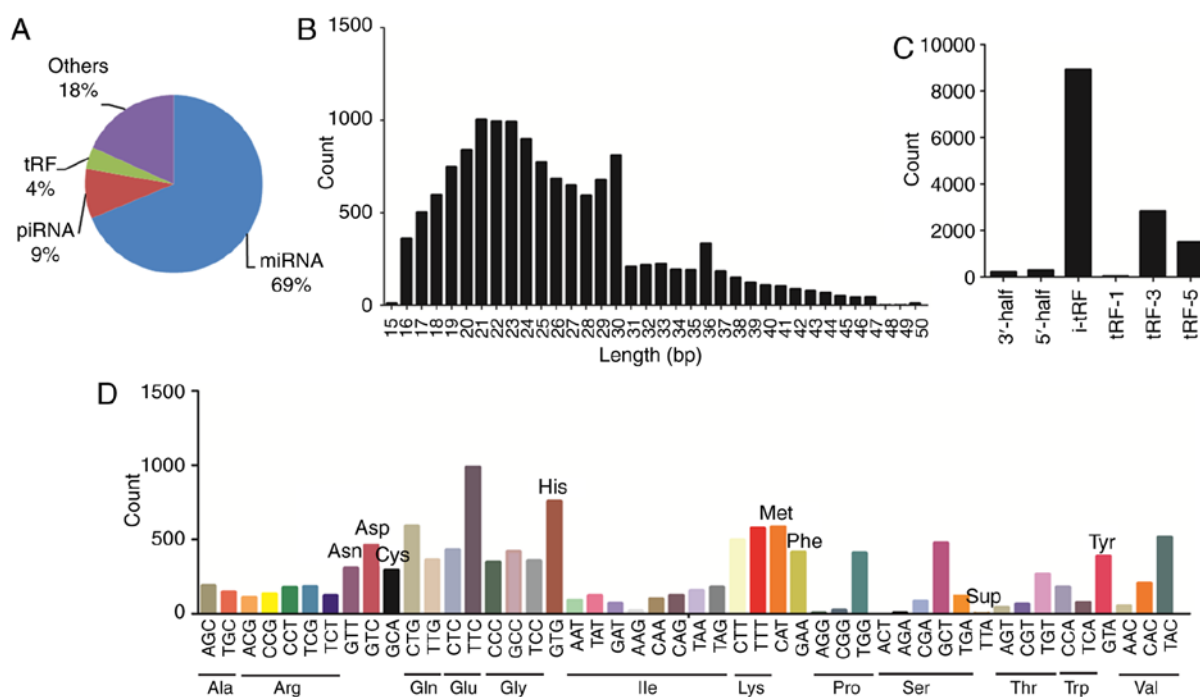 A
Others
18%
tRF
4%
piRNA
9%
miRNA
69%
B
1500
1000
500
0
Count
15 16 17 18 19 20 21 22 23 24 25 26 27 28 29 30 31 32 33 34 35 36 37 38 39 40 41 42 43 44 45 46 47 48 49 50
Length (bp)
C
10000
8000
6000
4000
2000
0
Count
3′-half 5′-half i-tRF tRF-1 tRF-3 tRF-5
D
1500
1000
500
0
Count
Asn Asp Cys His Met Phe Sup Tyr
AGC TGC ACG CCG CCT TCG TCT GTT GTC GCA CTG TTG CTC TTC CCC GCC TCC GTG AAT TAT GAT AAG CAA CAG TAA TAG CTT TTT CAT GAA AGG CGG TGG ACT AGA CGA GCT TGA TTA AGT CGT TGT CCA TCA GTA AAC CAC TAC
Ala Arg Gln Glu Gly Ile Lys Pro Ser Thr Trp Val